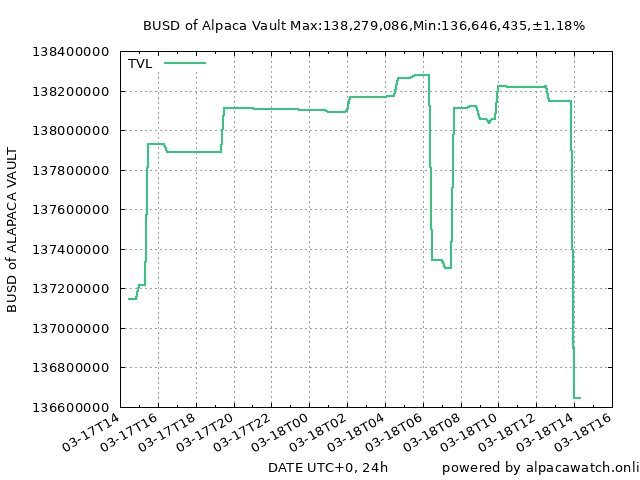 BUSD of Alpaca Vault Max:138,279,086,Min:136,646,435,±1.18%
TVL
138400000
138200000
138000000
137800000
137600000
137400000
137200000
137000000
136800000
136600000
BUSD of ALAPACA VAULT
03-17T14
03-17T16
03-17T18
03-17T20
03-17T22
03-18T00
03-18T02
03-18T04
03-18T06
03-18T08
03-18T10
03-18T12
03-18T14
03-18T16
DATE UTC+0, 24h
powered by alpacawatch.onli